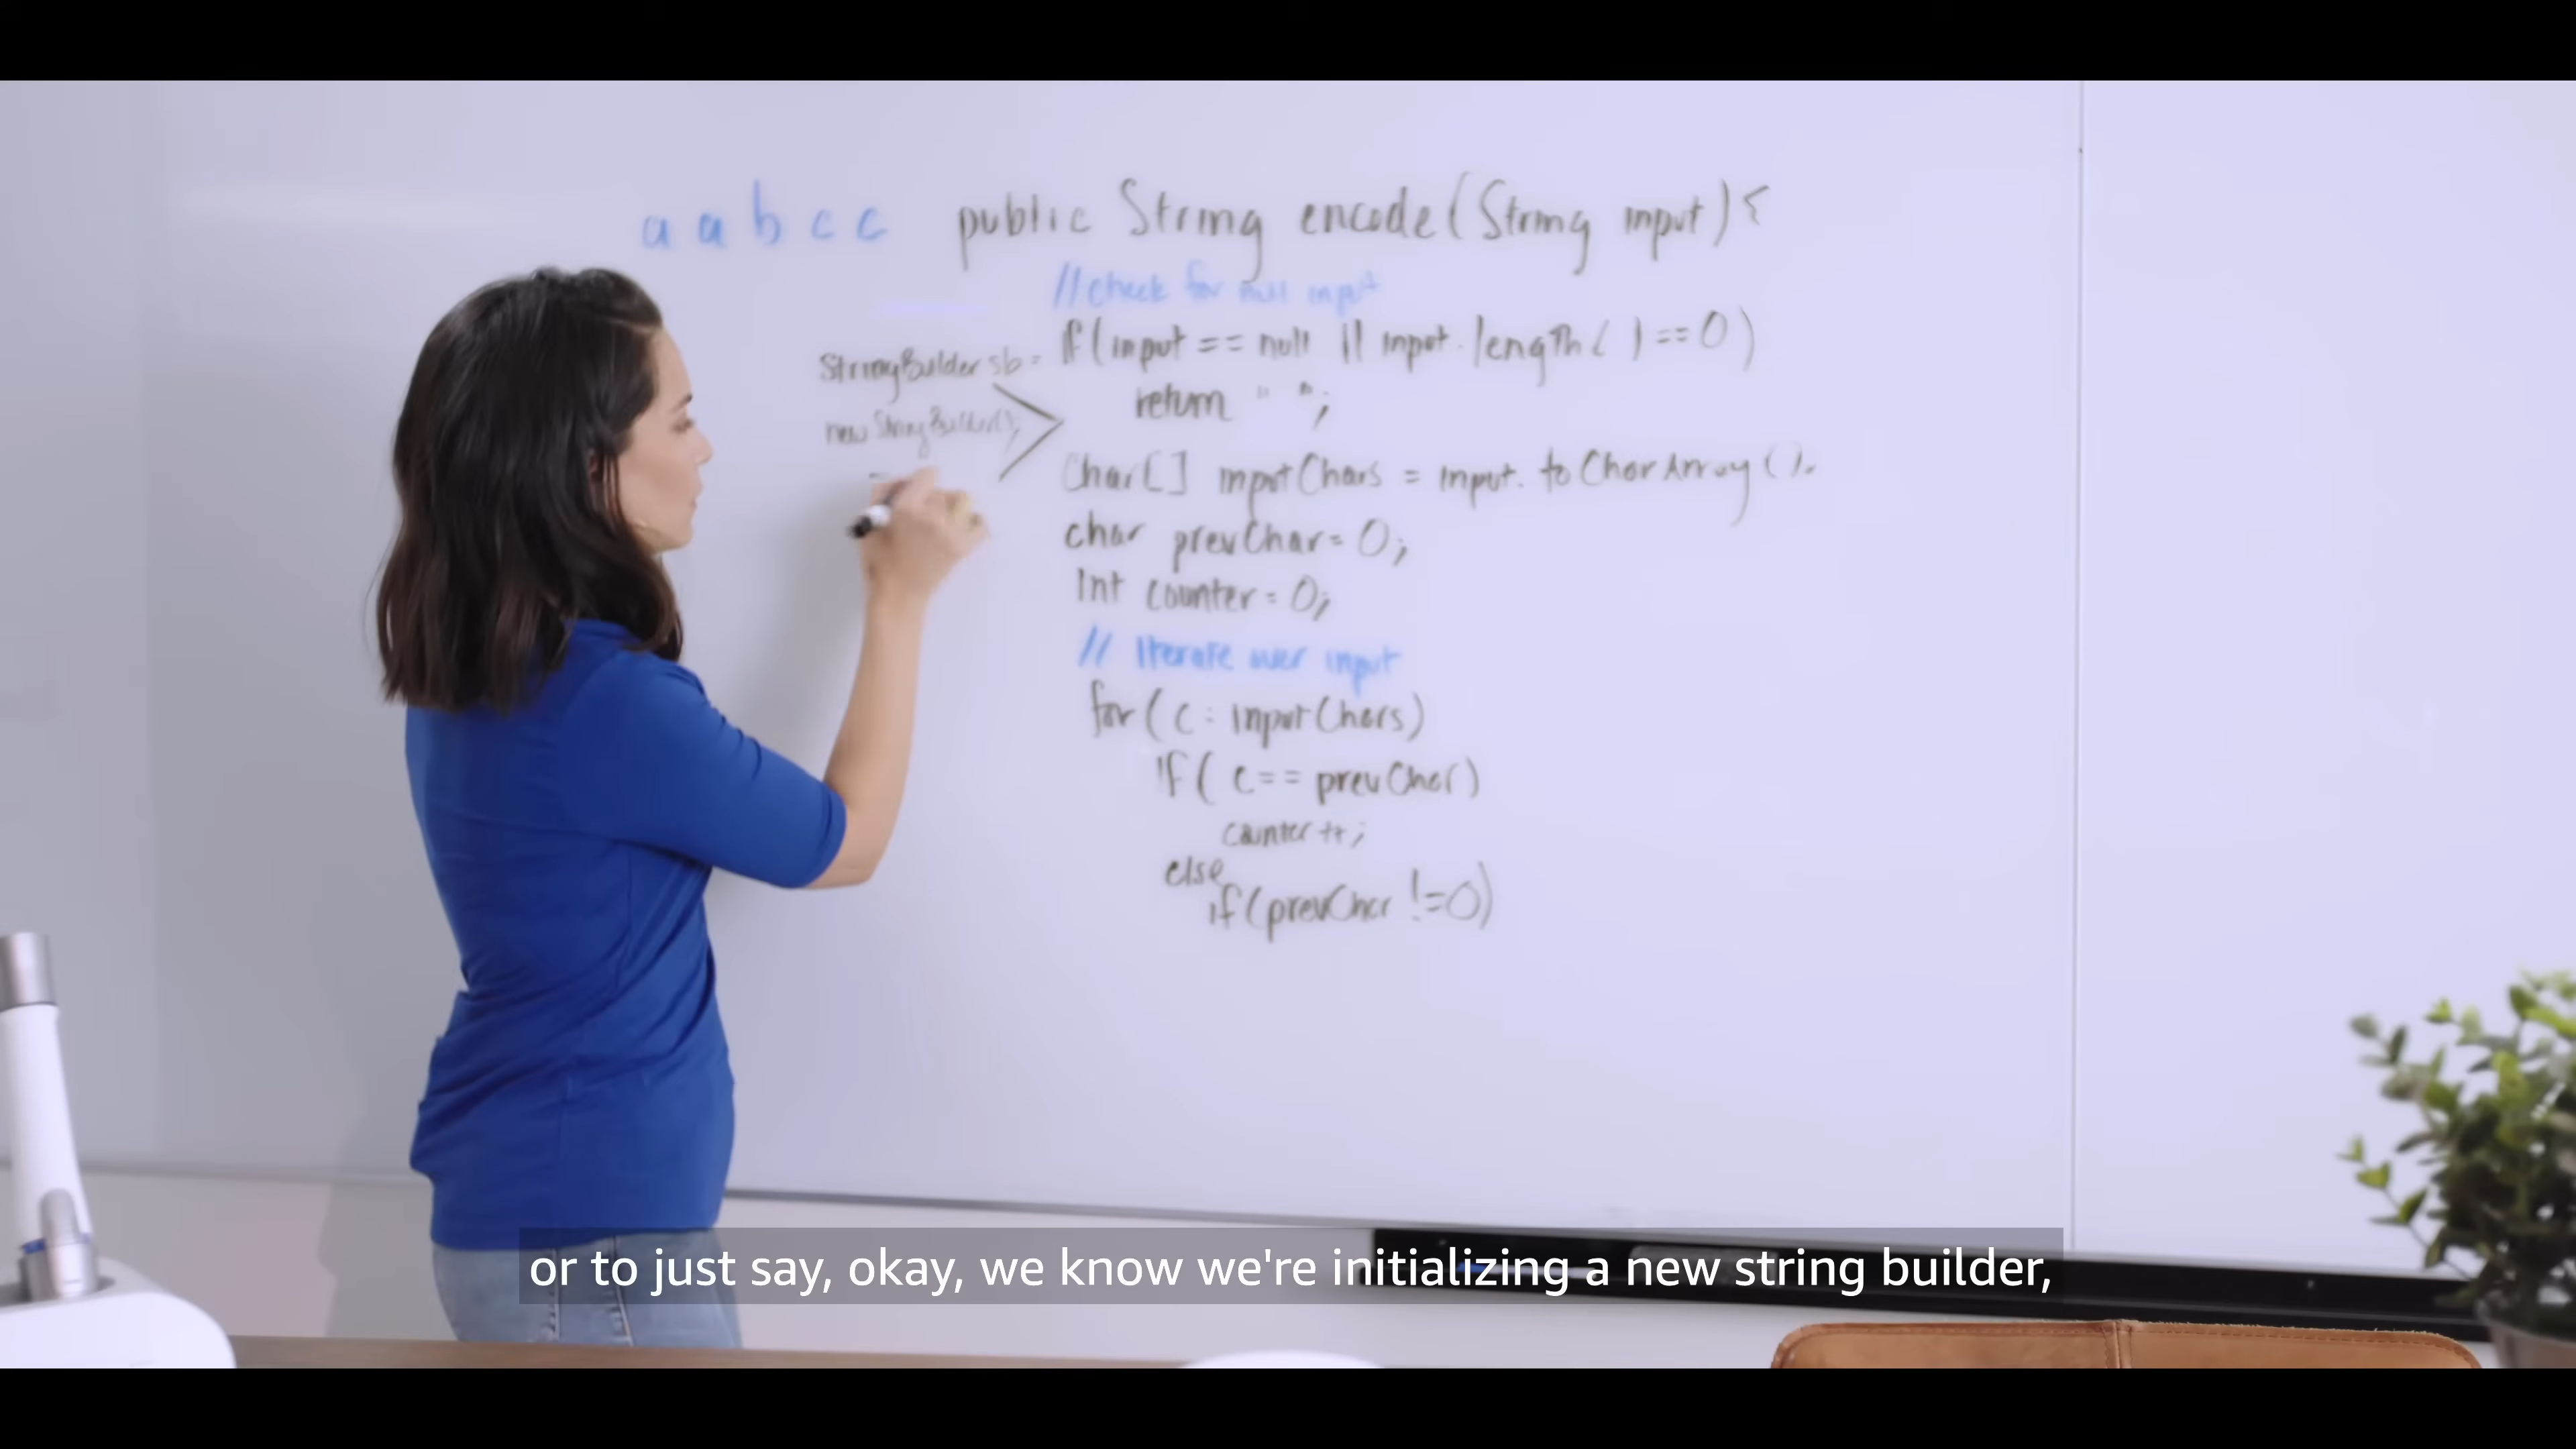 a a b c c public String encode(String input){
//check for null input
StringBuilder sb =
new StringBuilder();
if(input == null || input.length( )==0)
return " ";
Char[] inputChars = input.toCharArray().
char prevChar= 0;
Int counter= 0;
// Iterate over input
for( c : inputChars)
if( c== prevChar)
counter++;
else
if(prevChar !=0)
or to just say, okay, we know we're initializing a new string builder,